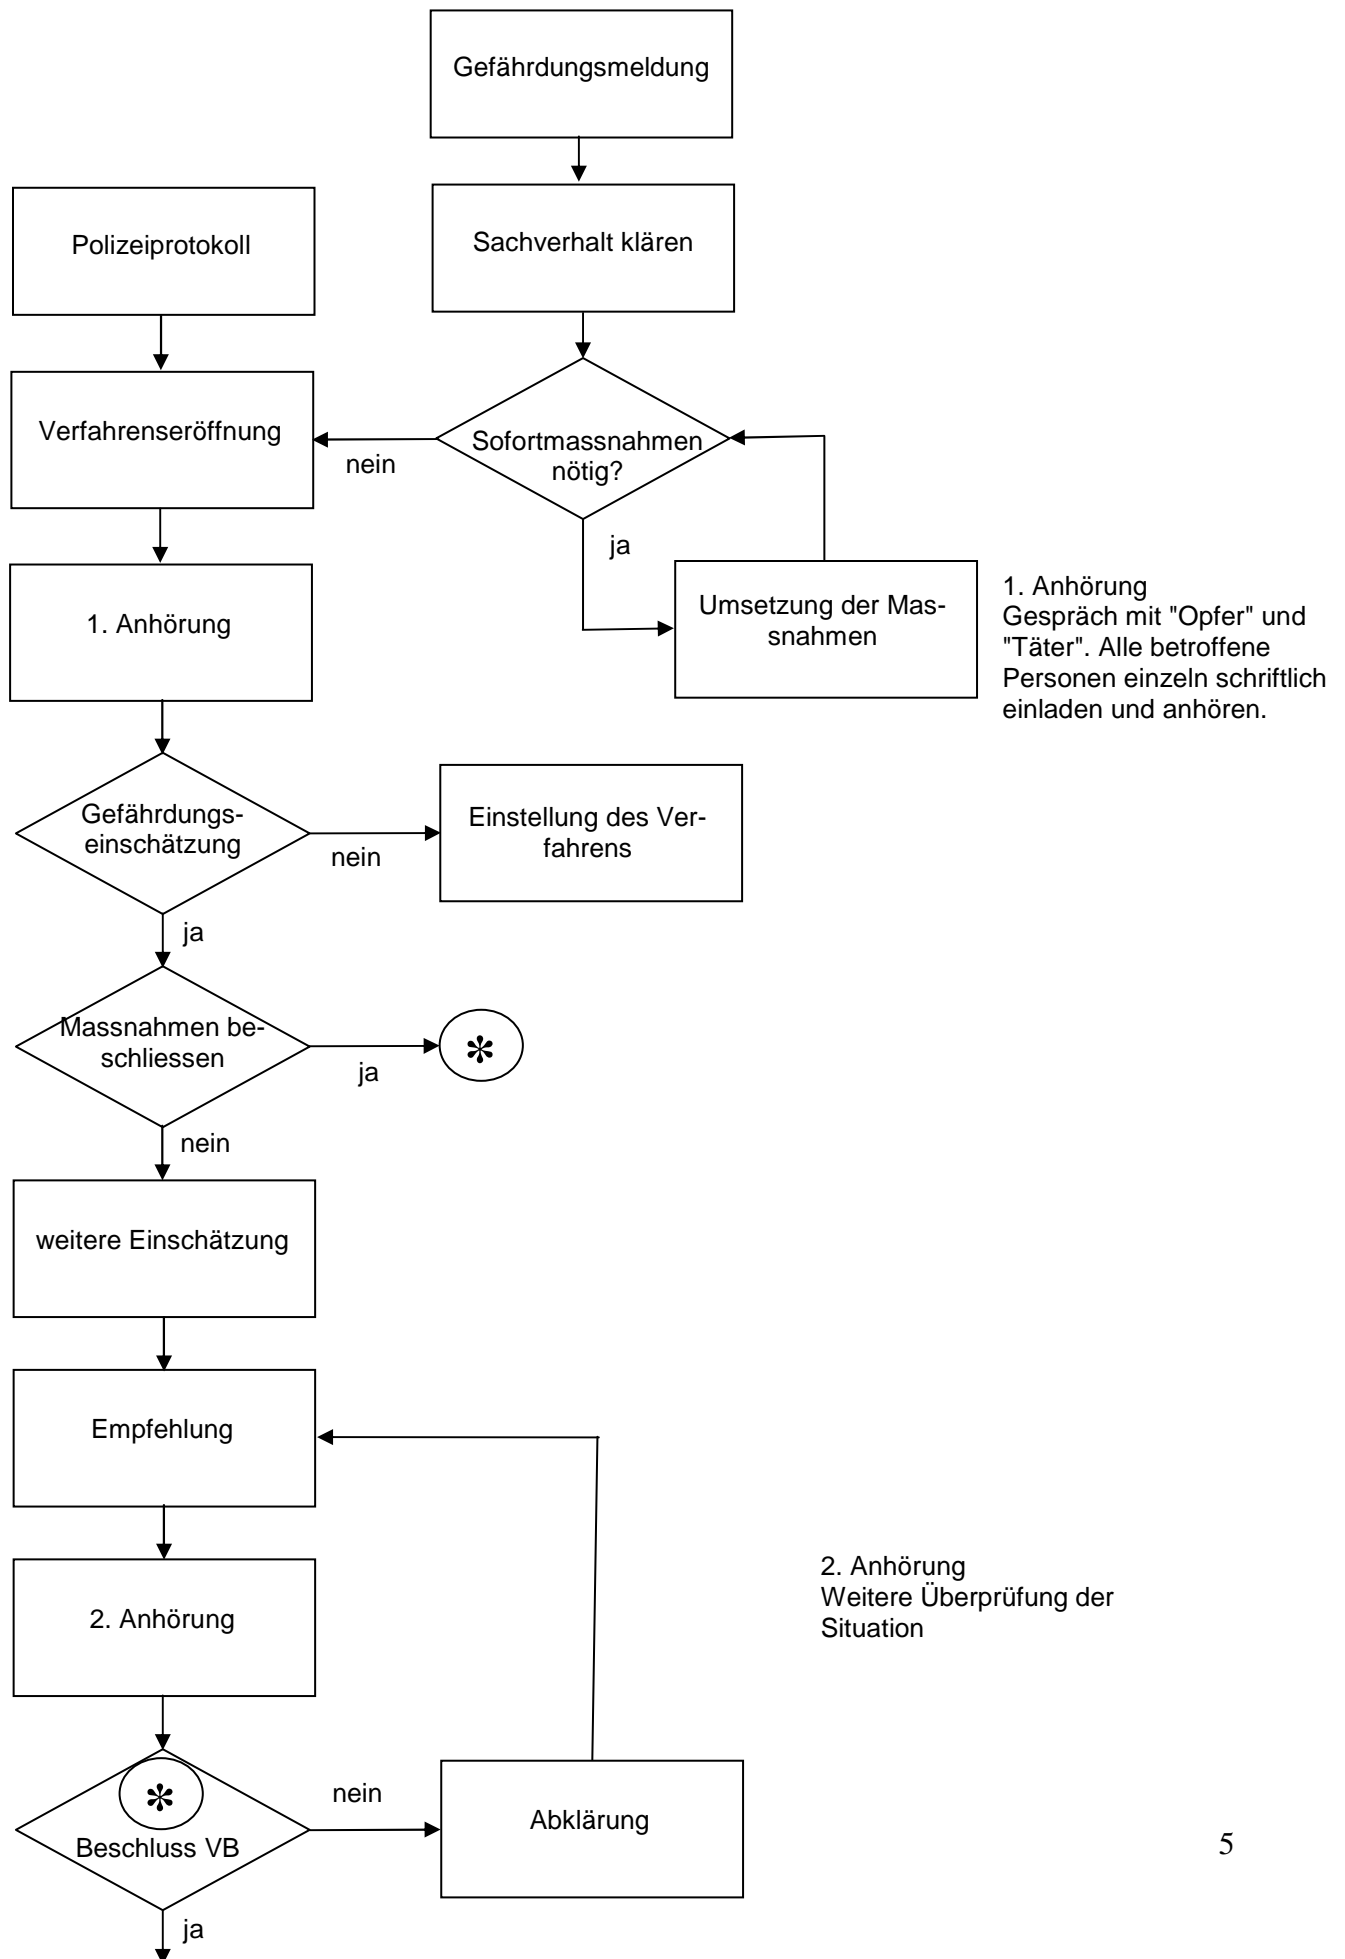 Gefährdungsmeldung
Polizeiprotokoll
Sachverhalt klären
Verfahrenseröffnung
nein
Sofortmassnahmen
nötig?
ja
1. Anhörung
Umsetzung der Mas-
snahmen
1. Anhörung
Gespräch mit "Opfer" und
"Täter". Alle betroffene
Personen einzeln schriftlich
einladen und anhören.
Gefährdungs-
einschätzung
nein
Einstellung des Ver-
fahrens
ja
Massnahmen be-
schliessen
ja
*
nein
weitere Einschätzung
Empfehlung
2. Anhörung
2. Anhörung
Weitere Überprüfung der
Situation
*
Beschluss VB
nein
Abklärung
5
ja